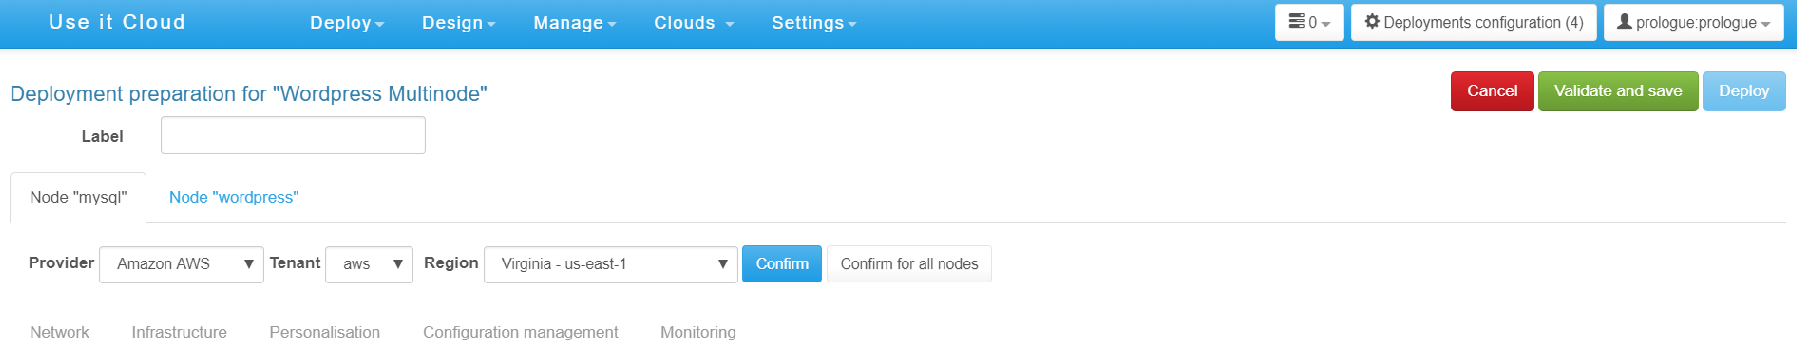 Use it Cloud Deploy Design Manage Clouds Settings 0 Deployments configuration (4) prologue:prologue
Deployment preparation for "Wordpress Multinode" Cancel Validate and save Deploy
Label
Node "mysql" Node "wordpress"
Provider Amazon AWS Tenant aws Region Virginia - us-east-1 Confirm Confirm for all nodes
Network Infrastructure Personalisation Configuration management Monitoring